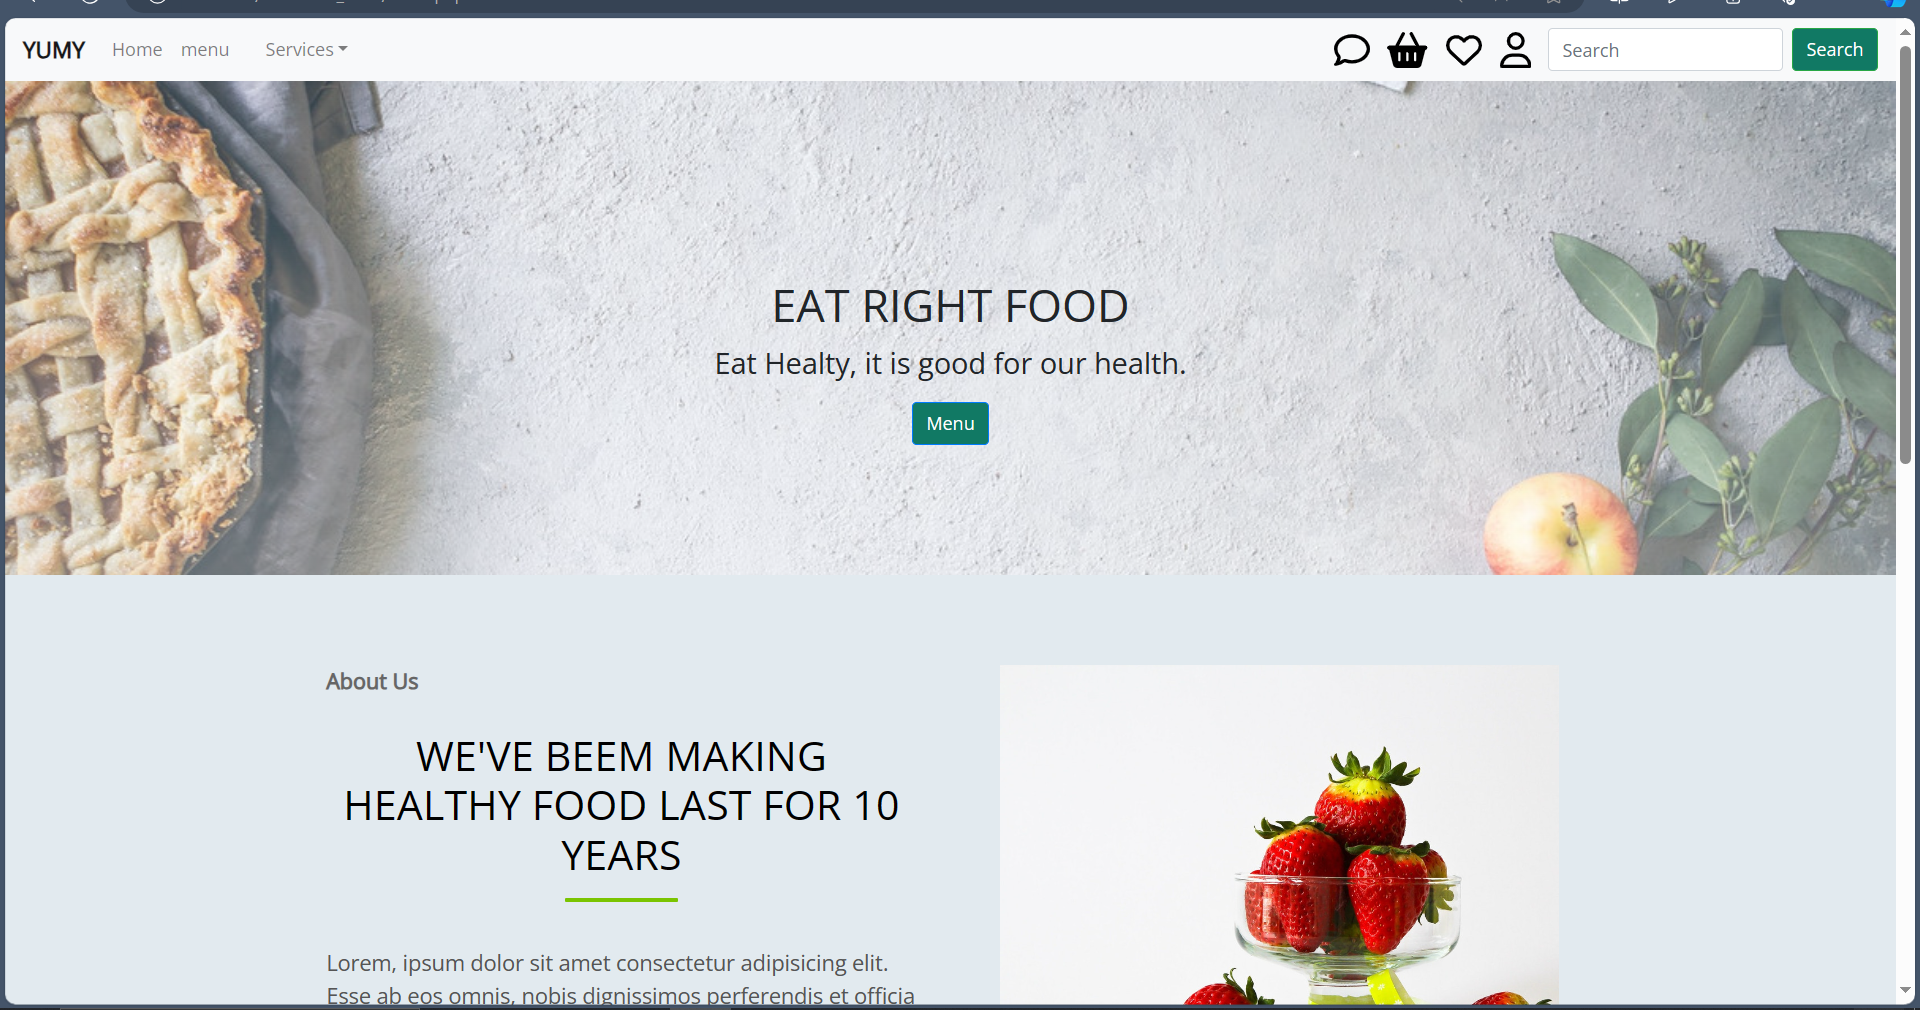 YUMY Home menu Services Search Search
EAT RIGHT FOOD
Eat Healty, it is good for our health.
Menu
About Us
WE'VE BEEM MAKING
HEALTHY FOOD LAST FOR 10
YEARS
Lorem, ipsum dolor sit amet consectetur adipisicing elit.
Esse ab eos omnis, nobis dignissimos perferendis et officia